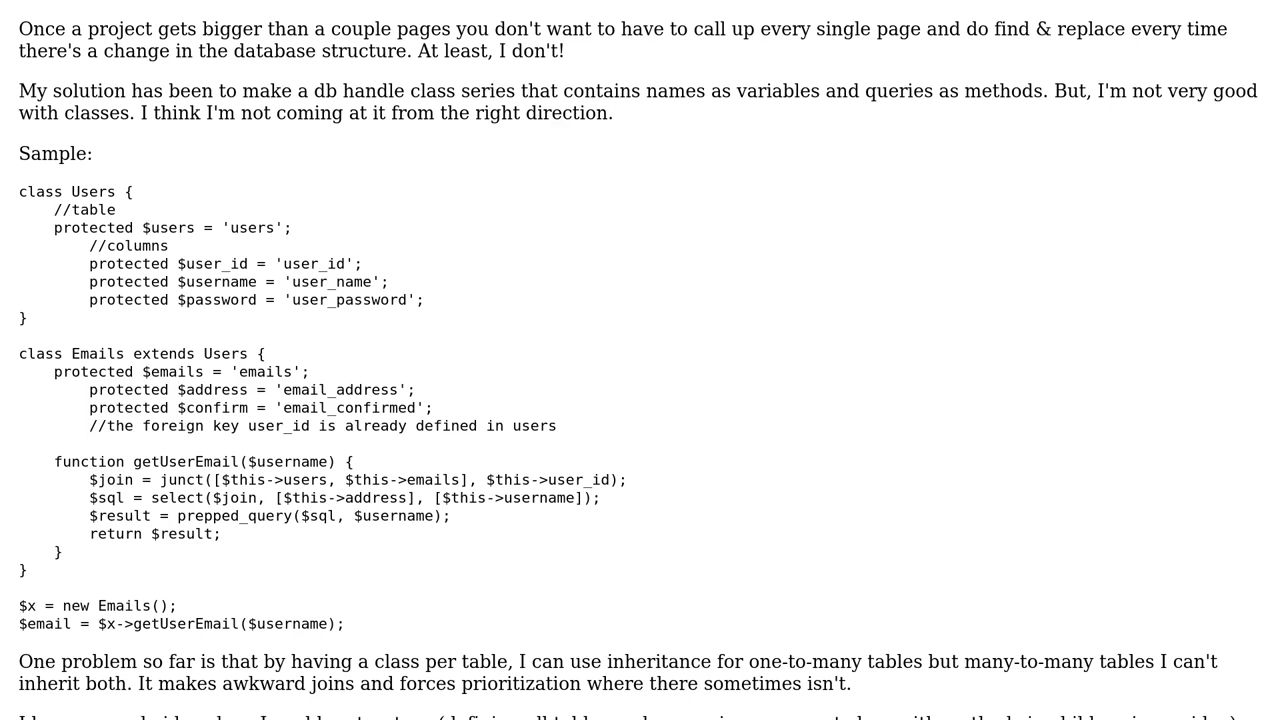 Once a project gets bigger than a couple pages you don't want to have to call up every single page and do find & replace every time
there's a change in the database structure. At least, I don't!
My solution has been to make a db handle class series that contains names as variables and queries as methods. But, I'm not very good
with classes. I think I'm not coming at it from the right direction.
Sample:
class Users {
    //table
    protected $users = 'users';
        //columns
        protected $user_id = 'user_id';
        protected $username = 'user_name';
        protected $password = 'user_password';
}
class Emails extends Users {
    protected $emails = 'emails';
        protected $address = 'email_address';
        protected $confirm = 'email_confirmed';
        //the foreign key user_id is already defined in users
    function getUserEmail($username) {
        $join = junct([$this->users, $this->emails], $this->user_id);
        $sql = select($join, [$this->address], [$this->username]);
        $result = prepped_query($sql, $username);
        return $result;
    }
}
$x = new Emails();
$email = $x->getUserEmail($username);
One problem so far is that by having a class per table, I can use inheritance for one-to-many tables but many-to-many tables I can't
inherit both. It makes awkward joins and forces prioritization where there sometimes isn't.